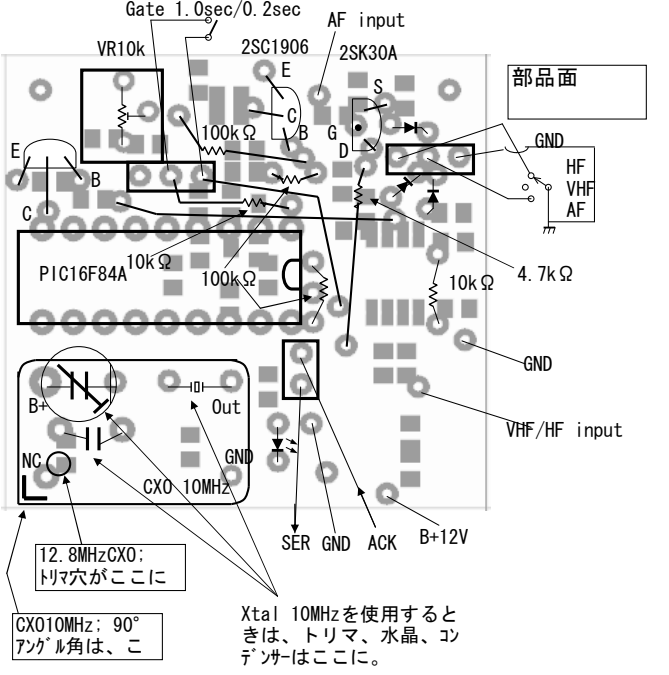 Gate 1.0sec/0.2sec
AF input
VR10k
2SC1906
2SK30A
部品面
E
S
C
100kΩ
G
B
GND
E
D
HF
B
VHF
C
AF
10kΩ
PIC16F84A
100kΩ
10kΩ
4.7kΩ
GND
B+
Out
VHF/HF input
NC
GND
CXO 10MHz
SER
GND
ACK
B+12V
12.8MHzCXO;
ﾄﾘﾏ穴がここに
CXO10MHz; 90°
ｱﾝｸﾞﾙ角は、こ
Xtal 10MHzを使用すると
きは、トリマ、水晶、ｺﾝ
ﾃﾞﾝｻｰはここに。